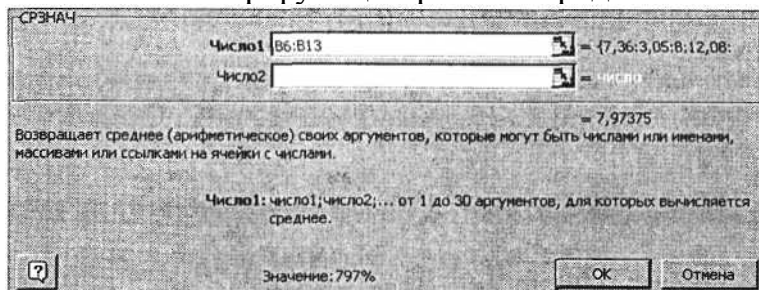 СРЗНАЧ
Число1 B6:B13 = {7,36:3,05:8:12,08:
Число2 = число
= 7,97375
Возвращает среднее (арифметическое) своих аргументов, которые могут быть числами или именами,
массивами или ссылками на ячейки с числами.
Число1: число1;число2;... от 1 до 30 аргументов, для которых вычисляется
среднее.
Значение:797%
ОК
Отмена